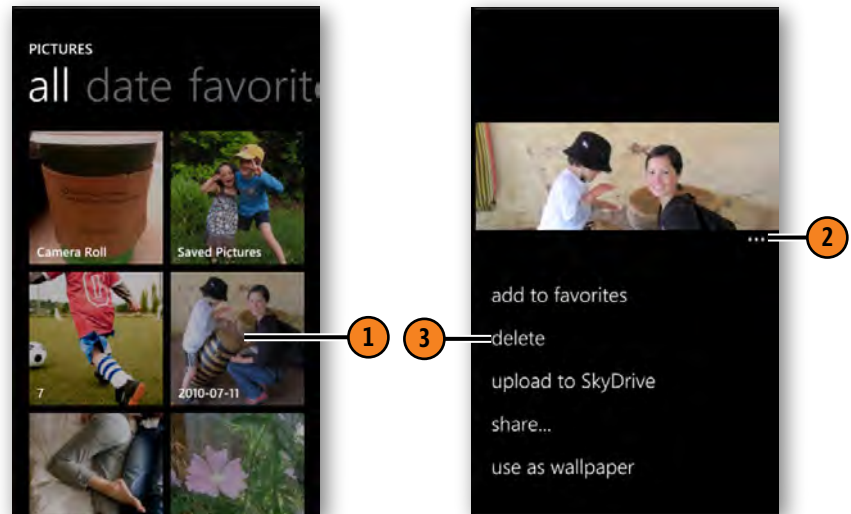 PICTURES
all date favorit
Camera Roll
Saved Pictures
7
2010-07-11
1
2
...
add to favorites
3
delete
upload to SkyDrive
share...
use as wallpaper